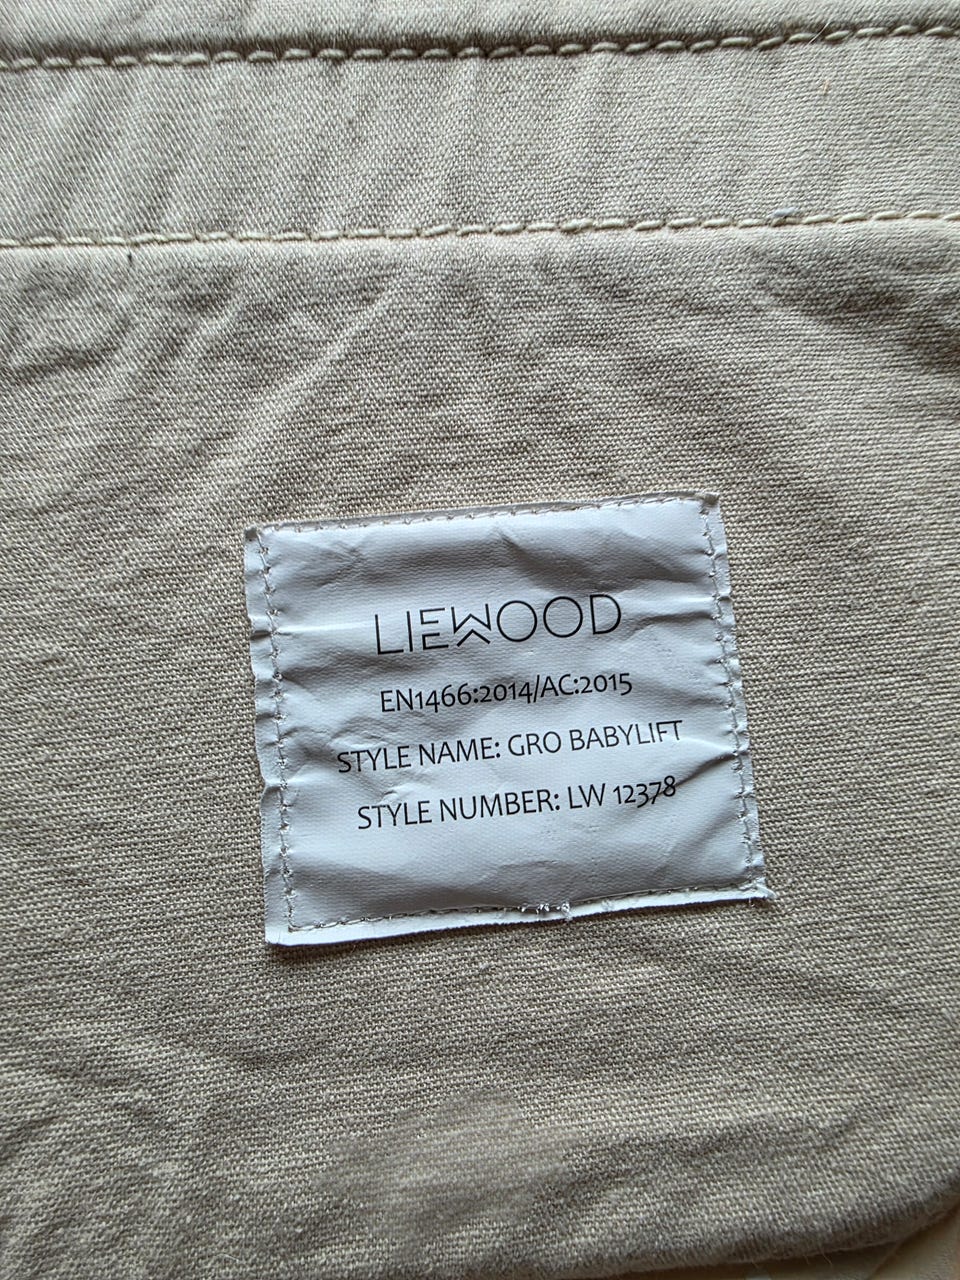 LIEWOOD
EN1466:2014/AC:2015
STYLE NAME: GRO BABYLIFT
STYLE NUMBER: LW 12378